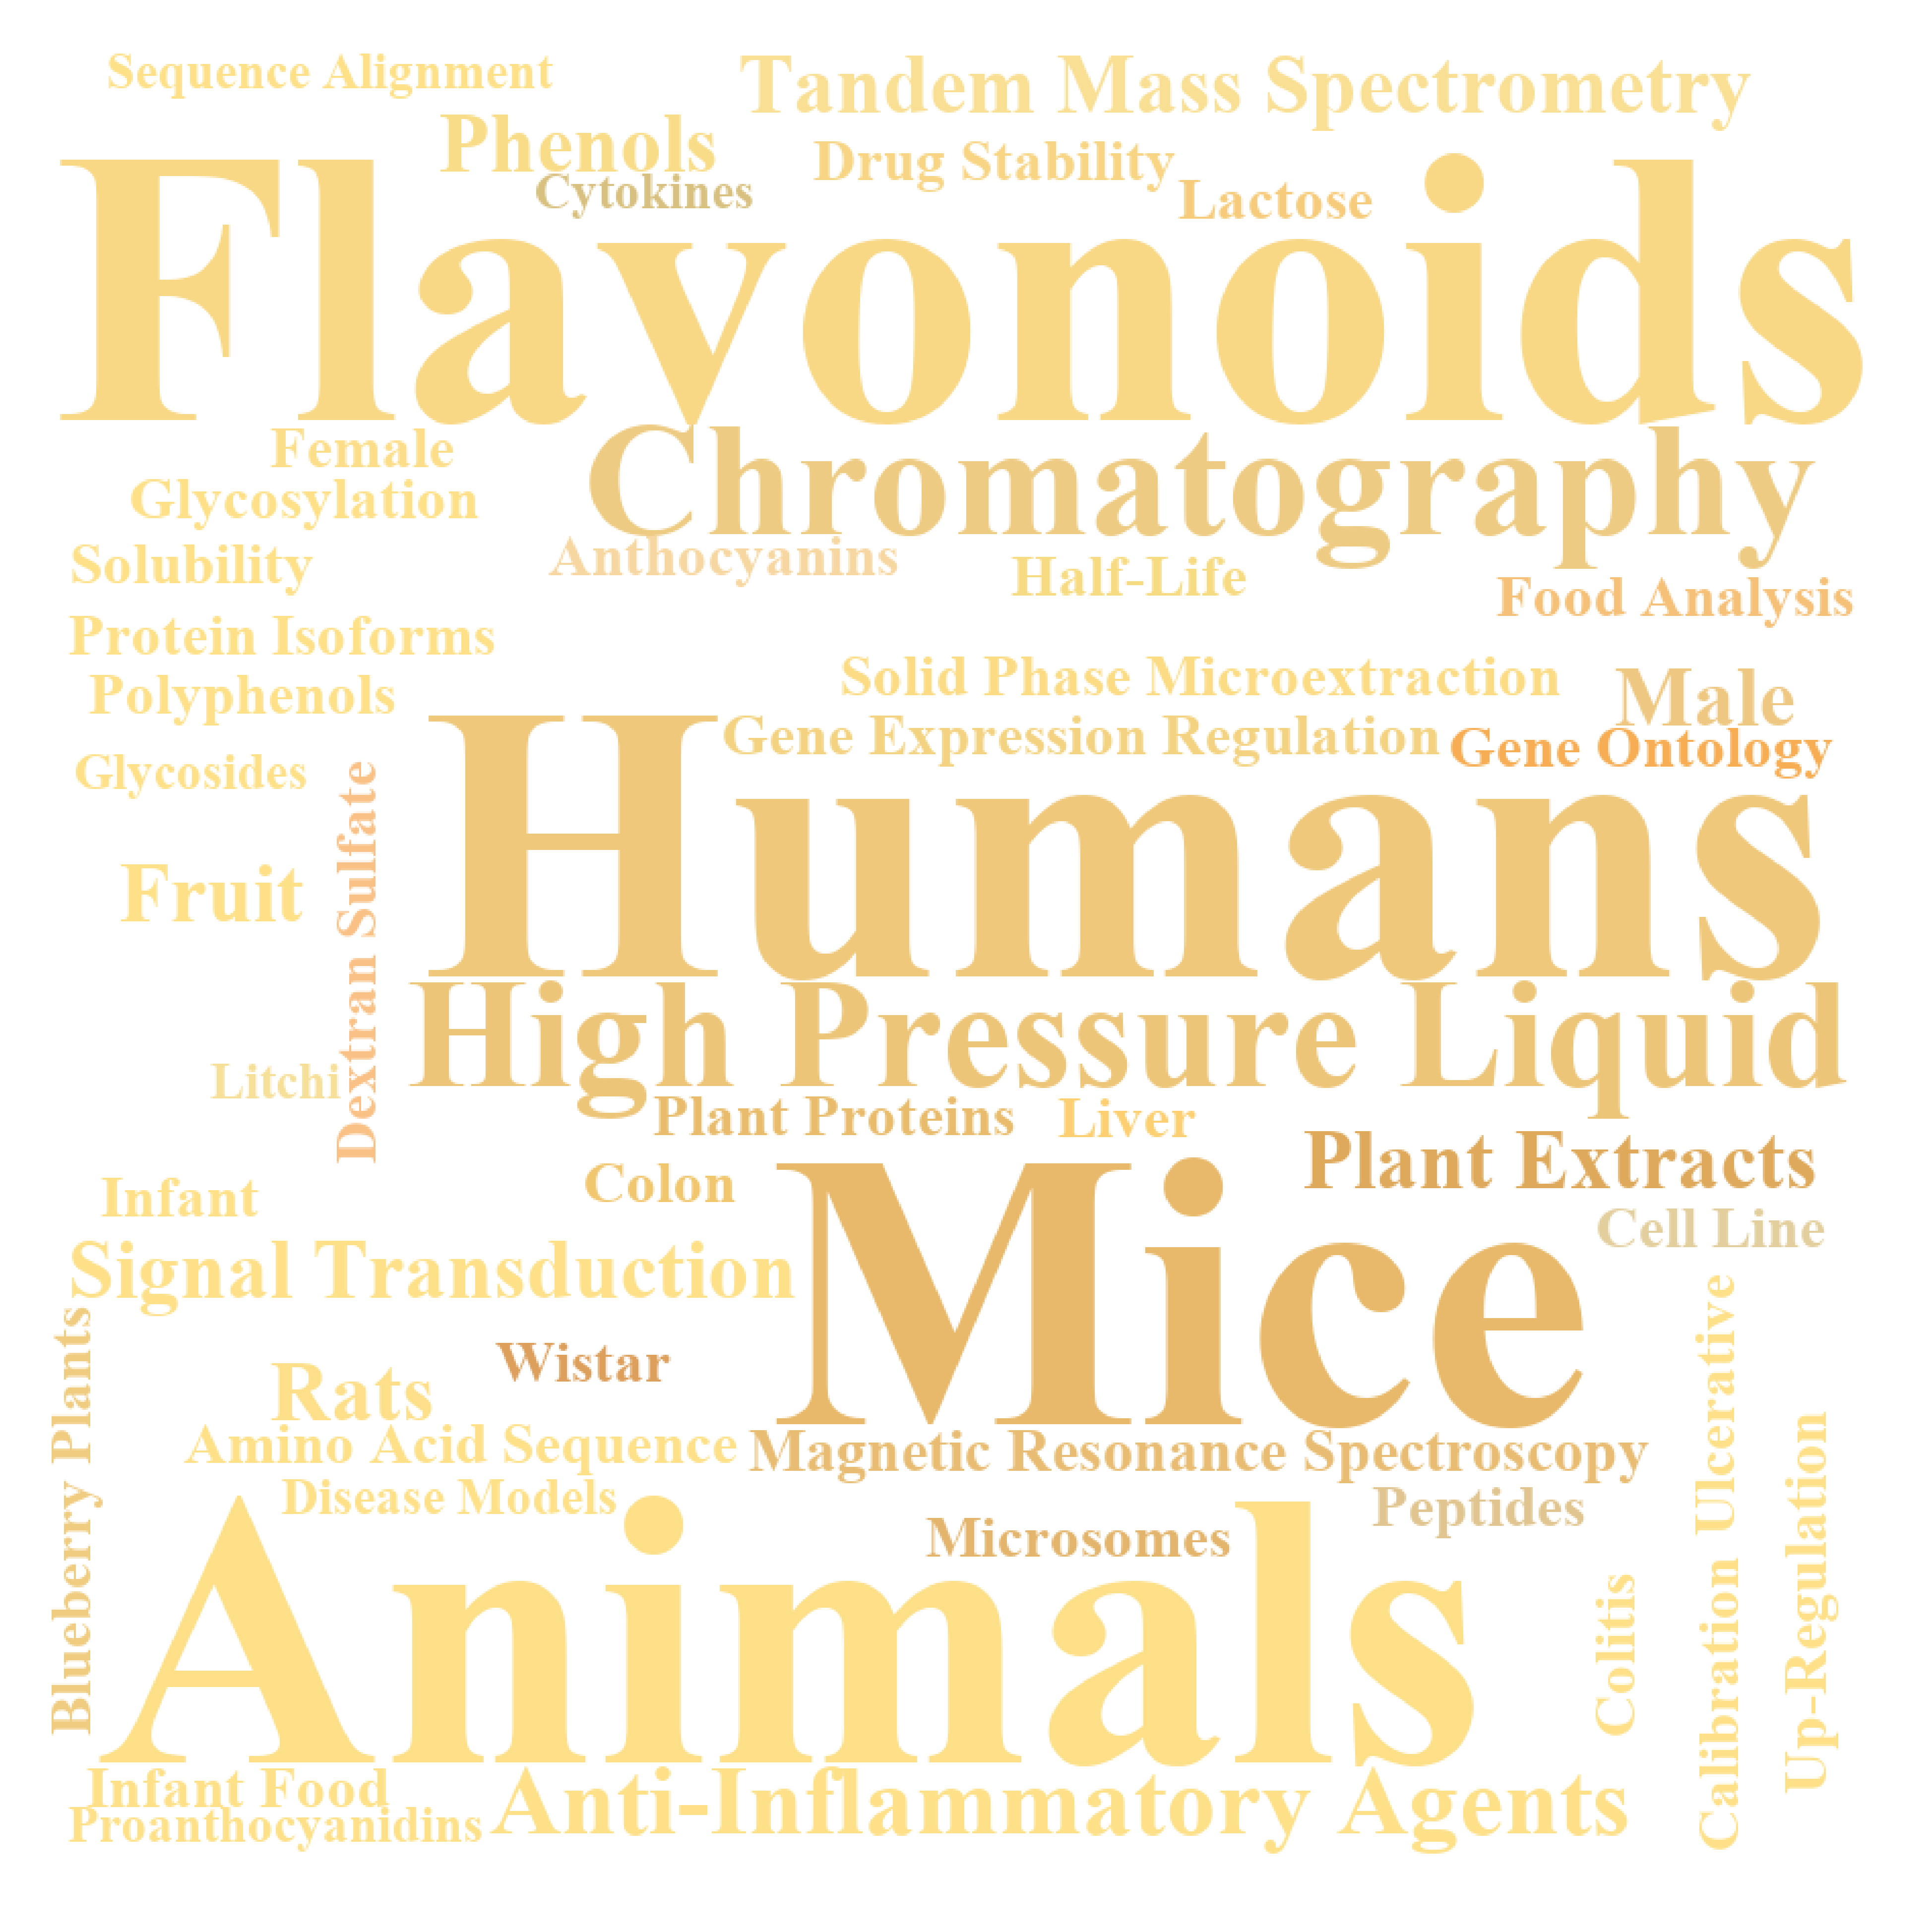 Sequence Alignment
Tandem Mass Spectrometry
Phenols
Drug Stability
Cytokines
Lactose
Flavonoids
Female
Chromatography
Glycosylation
Anthocyanins
Solubility
Half-Life
Food Analysis
Protein Isoforms
Solid Phase Microextraction
Polyphenols
Male
Gene Expression Regulation
Gene Ontology
Glycosides
Humans
Fruit
Dextran Sulfate
High Pressure Liquid
Litchi
Plant Proteins
Liver
Plant Extracts
Colon
Infant
Cell Line
Mice
Signal Transduction
Wistar
Rats
Ulcerative
Blueberry Plants
Amino Acid Sequence
Magnetic Resonance Spectroscopy
Disease Models
Peptides
Microsomes
Up-Regulation
Animals
Colitis
Calibration
Infant Food
Anti-Inflammatory Agents
Proanthocyanidins